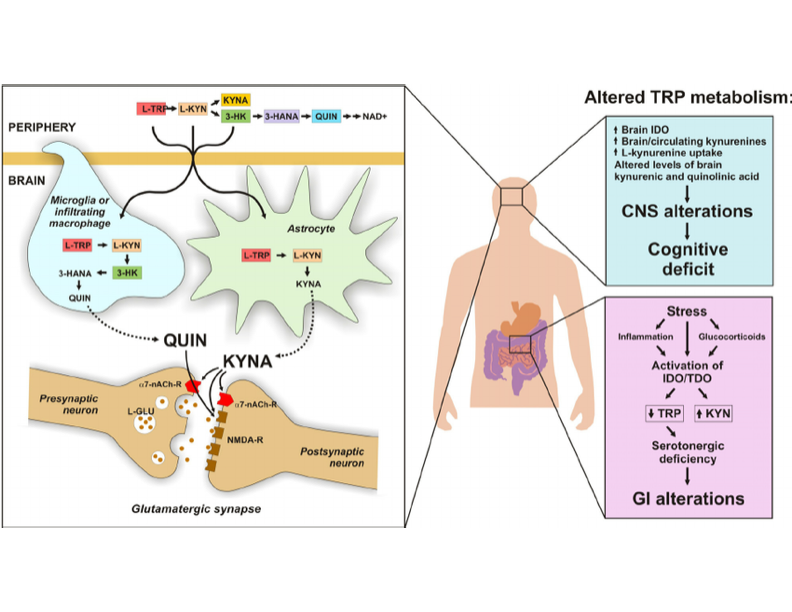 Altered TRP metabolism:
L-TRP
L-KYN
KYNA
3-HK
3-HANA
QUIN
NAD+
PERIPHERY
BRAIN
Microglia or
infiltrating
macrophage
L-TRP
L-KYN
3-HANA
3-HK
QUIN
Astrocyte
L-TRP
L-KYN
KYNA
QUIN
KYNA
α7-nACh-R
α7-nACh-R
Presynaptic
neuron
L-GLU
NMDA-R
Postsynaptic
neuron
Glutamatergic synapse
Brain IDO
Brain/circulating kynurenines
L-kynurenine uptake
Altered levels of brain
kynurenic and quinolinic acid
CNS alterations
Cognitive
deficit
Stress
Inflammation
Glucocorticoids
Activation of
IDO/TDO
TRP
KYN
Serotonergic
deficiency
GI alterations